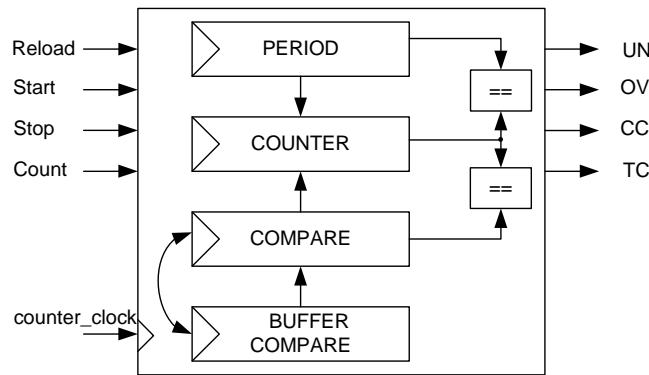 Reload
Start
Stop
Count
counter_clock
PERIOD
COUNTER
COMPARE
BUFFER
COMPARE
==
==
UN
OV
CC
TC